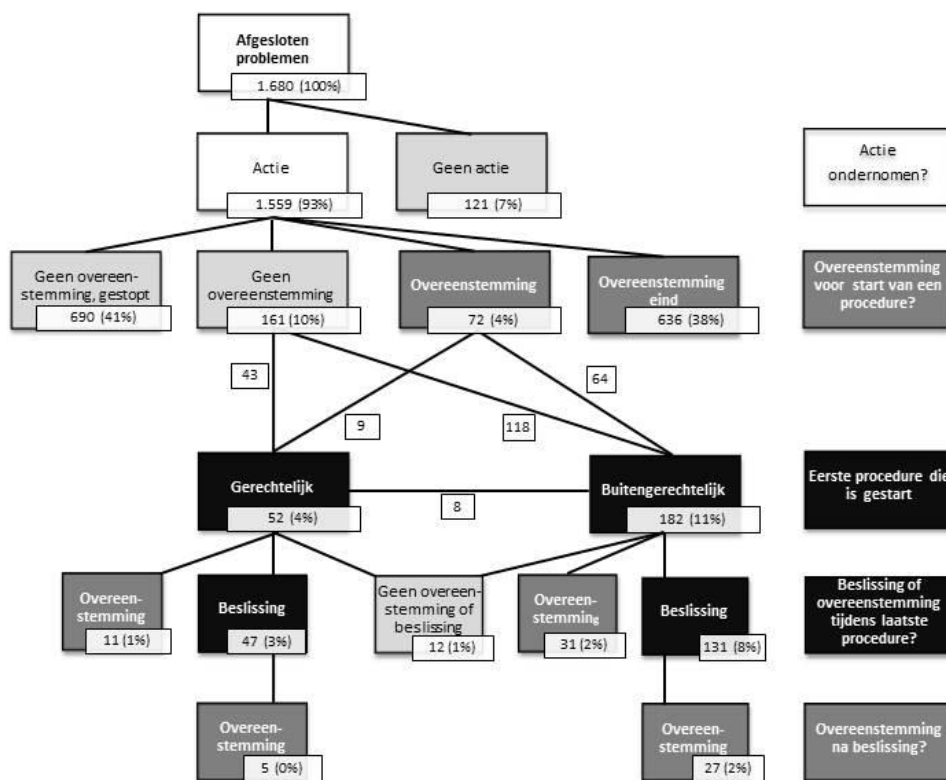 Afgesloten
problemen
1.680 (100%)
Actie
1.559 (93%)
Geen actie
121 (7%)
Actie
ondernomen?
Geen overeen-
stemming, gestopt
690 (41%)
Geen
overeenstemming
161 (10%)
Overeenstemming
72 (4%)
Overeenstemming
eind
636 (38%)
Overeenstemming
voor start van een
procedure?
43
9
118
64
Gerechtelijk
52 (4%)
8
Buitengerechtelijk
182 (11%)
Eerste procedure die
is gestart
Overeen-
stemming
11 (1%)
Beslissing
47 (3%)
Geen overeen-
stemming of
beslissing
12 (1%)
Overeen-
stemming
31 (2%)
Beslissing
131 (8%)
Beslissing of
overeenstemming
tijdens laatste
procedure?
Overeen-
stemming
5 (0%)
Overeen-
stemming
27 (2%)
Overeenstemming
na beslissing?